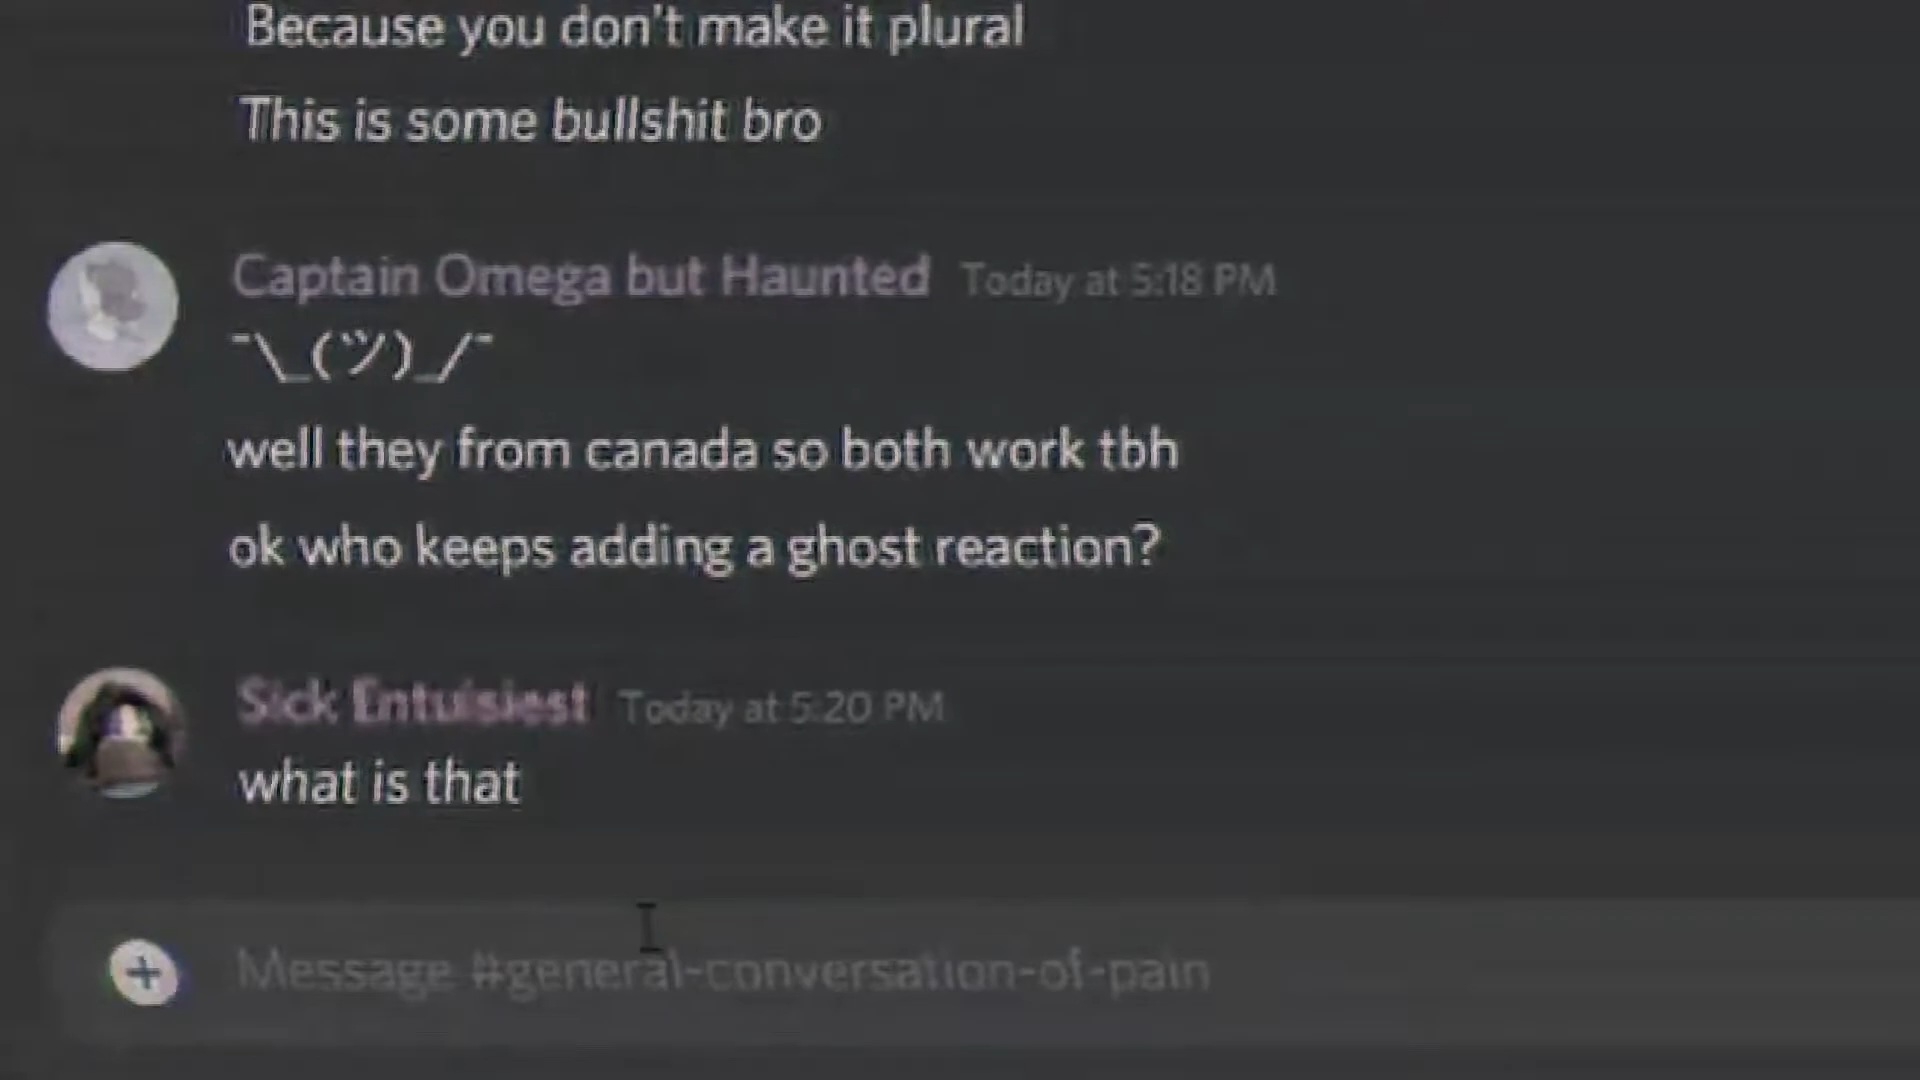 Because you don't make it plural
This is some bullshit bro
Captain Omega but Haunted Today at 5:18 PM
¯\_(ツ)_/¯
well they from canada so both work tbh
ok who keeps adding a ghost reaction?
Sick Entuisiest Today at 5:20 PM
what is that
Message #general-conversation-of-pain